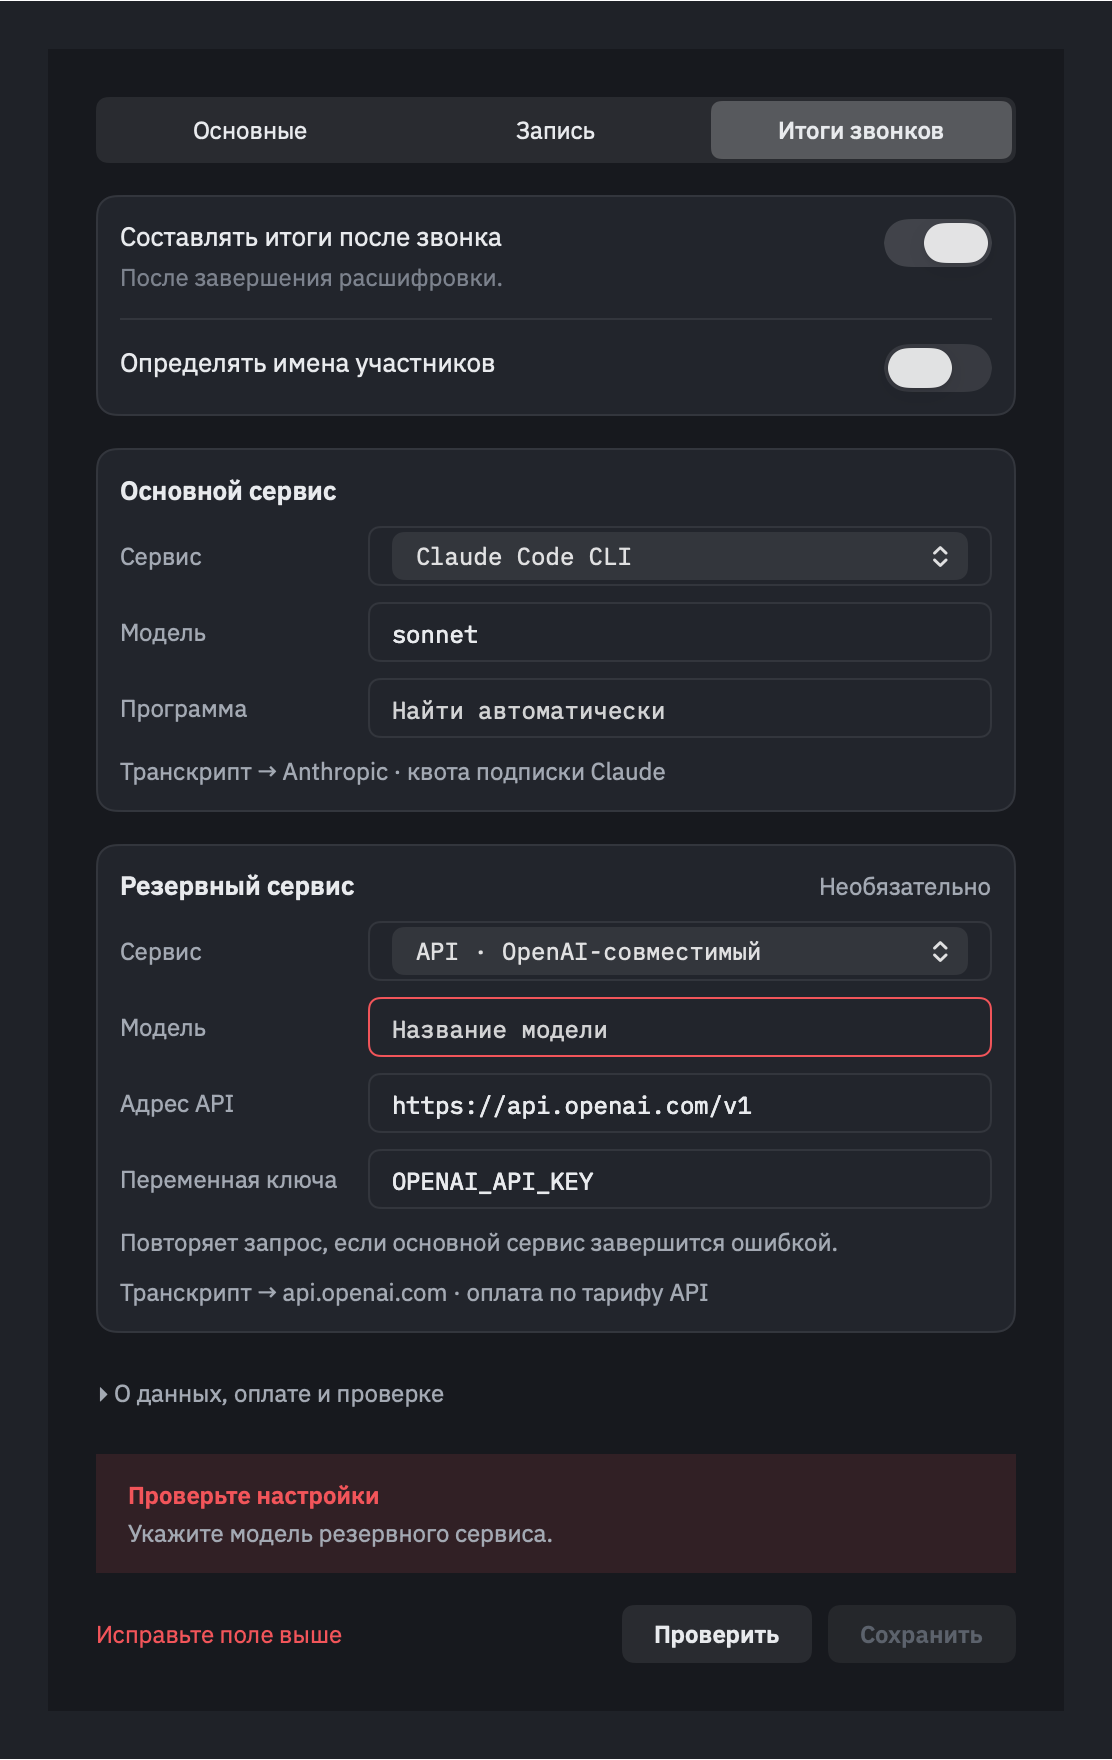 Основные
Запись
Итоги звонков
Составлять итоги после звонка
После завершения расшифровки.
Определять имена участников
Основной сервис
Сервис
Claude Code CLI
Модель
sonnet
Программа
Найти автоматически
Транскрипт → Anthropic · квота подписки Claude
Резервный сервис
Необязательно
Сервис
API · OpenAI-совместимый
Модель
Название модели
Адрес API
https://api.openai.com/v1
Переменная ключа
OPENAI_API_KEY
Повторяет запрос, если основной сервис завершится ошибкой.
Транскрипт → api.openai.com · оплата по тарифу API
О данных, оплате и проверке
Проверьте настройки
Укажите модель резервного сервиса.
Исправьте поле выше
Проверить
Сохранить